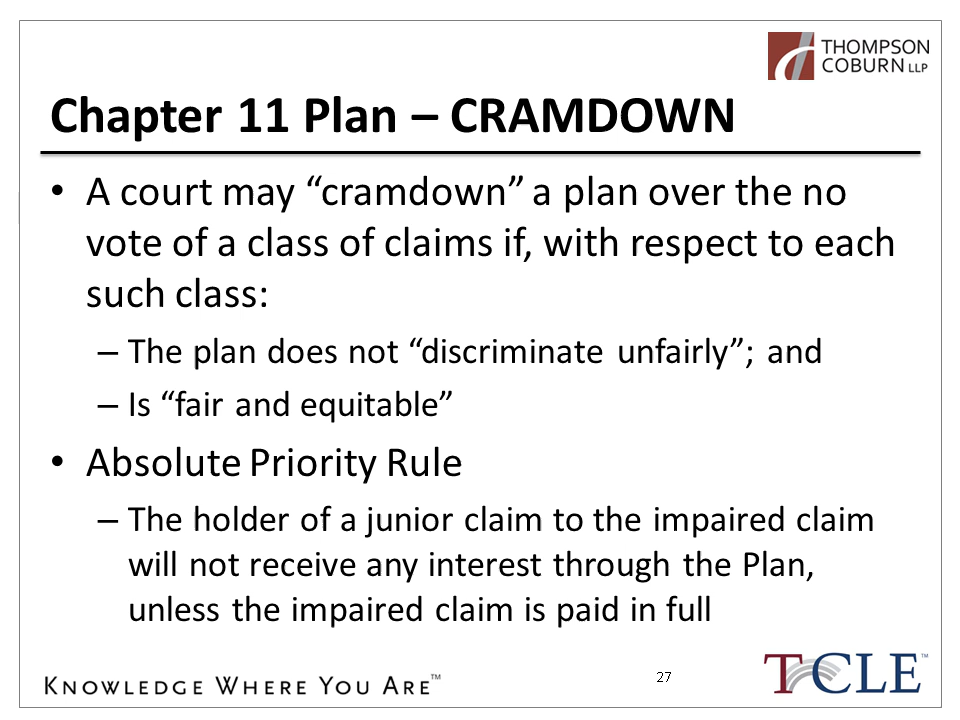 THOMPSON
COBURN LLP
Chapter 11 Plan – CRAMDOWN
• A court may “cramdown” a plan over the no
vote of a class of claims if, with respect to each
such class:
– The plan does not “discriminate unfairly”; and
– Is “fair and equitable”
• Absolute Priority Rule
– The holder of a junior claim to the impaired claim
will not receive any interest through the Plan,
unless the impaired claim is paid in full
KNOWLEDGE WHERE YOU ARE™
27
TCLE™